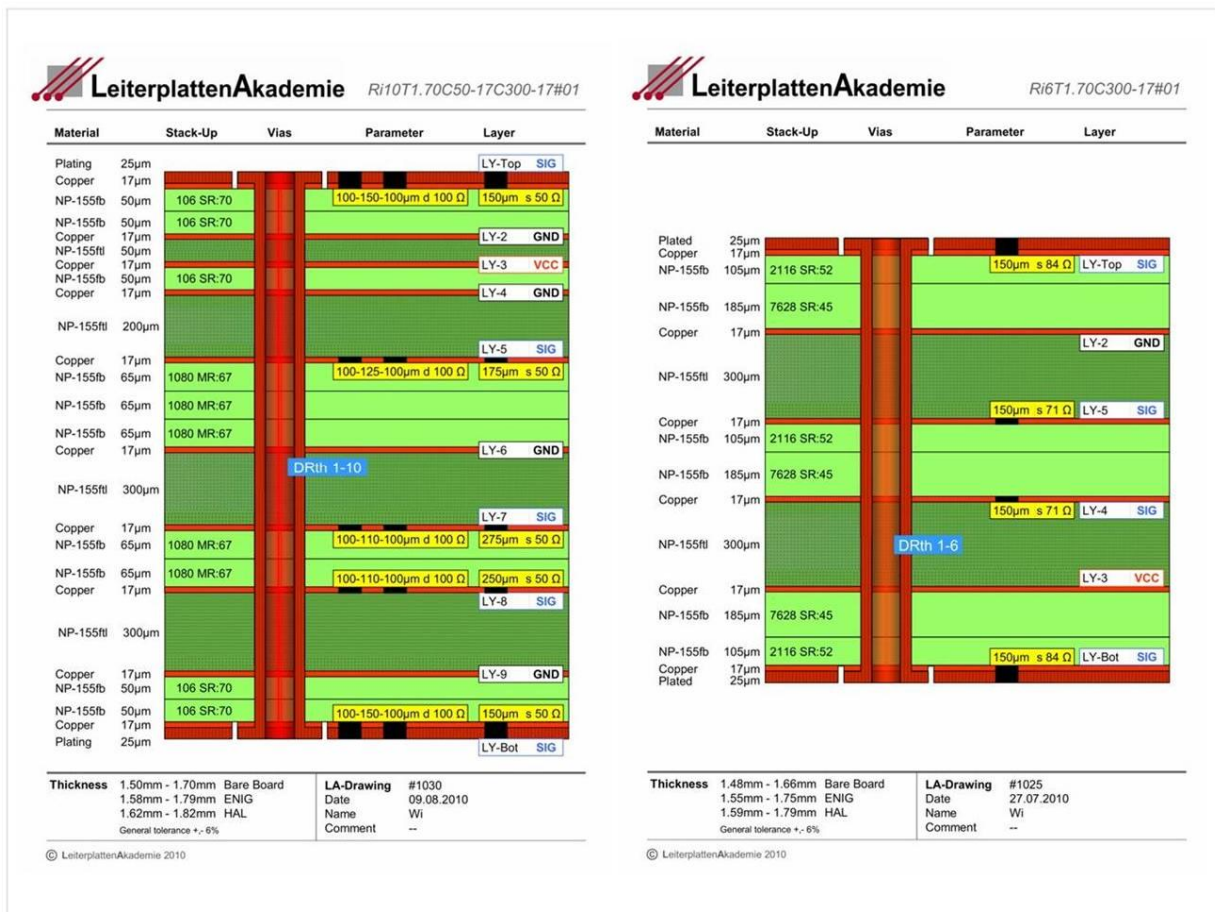 LeiterplattenAkademie Ri10T1.70C50-17C300-17#01
Material Stack-Up Vias Parameter Layer
Plating 25µm LY-Top SIG
Copper 17µm
NP-155fb 50µm 106 SR:70 100-150-100µm d 100 Ω 150µm s 50 Ω
NP-155fb 50µm 106 SR:70
Copper 17µm LY-2 GND
NP-155ftl 50µm
Copper 17µm LY-3 VCC
NP-155fb 50µm 106 SR:70
Copper 17µm LY-4 GND
NP-155ftl 200µm
LY-5 SIG
Copper 17µm
NP-155fb 65µm 1080 MR:67 100-125-100µm d 100 Ω 175µm s 50 Ω
NP-155fb 65µm 1080 MR:67
NP-155fb 65µm 1080 MR:67
Copper 17µm LY-6 GND
DRth 1-10
NP-155ftl 300µm
LY-7 SIG
Copper 17µm
NP-155fb 65µm 1080 MR:67 100-110-100µm d 100 Ω 275µm s 50 Ω
NP-155fb 65µm 1080 MR:67 100-110-100µm d 100 Ω 250µm s 50 Ω
Copper 17µm
LY-8 SIG
NP-155ftl 300µm
Copper 17µm LY-9 GND
NP-155fb 50µm 106 SR:70
NP-155fb 50µm 106 SR:70 100-150-100µm d 100 Ω 150µm s 50 Ω
Copper 17µm
Plating 25µm LY-Bot SIG
Thickness 1.50mm - 1.70mm Bare Board LA-Drawing #1030
1.58mm - 1.79mm ENIG Date 09.08.2010
1.62mm - 1.82mm HAL Name Wi
General tolerance +,- 6% Comment --
© LeiterplattenAkademie 2010
LeiterplattenAkademie Ri6T1.70C300-17#01
Material Stack-Up Vias Parameter Layer
Plated 25µm
Copper 17µm
NP-155fb 105µm 2116 SR:52 150µm s 84 Ω LY-Top SIG
NP-155fb 185µm 7628 SR:45
Copper 17µm
LY-2 GND
NP-155ftl 300µm
150µm s 71 Ω LY-5 SIG
Copper 17µm
NP-155fb 105µm 2116 SR:52
NP-155fb 185µm 7628 SR:45
Copper 17µm
150µm s 71 Ω LY-4 SIG
NP-155ftl 300µm DRth 1-6
LY-3 VCC
Copper 17µm
NP-155fb 185µm 7628 SR:45
NP-155fb 105µm 2116 SR:52 150µm s 84 Ω LY-Bot SIG
Copper 17µm
Plated 25µm
Thickness 1.48mm - 1.66mm Bare Board LA-Drawing #1025
1.55mm - 1.75mm ENIG Date 27.07.2010
1.59mm - 1.79mm HAL Name Wi
General tolerance +,- 6% Comment --
© LeiterplattenAkademie 2010